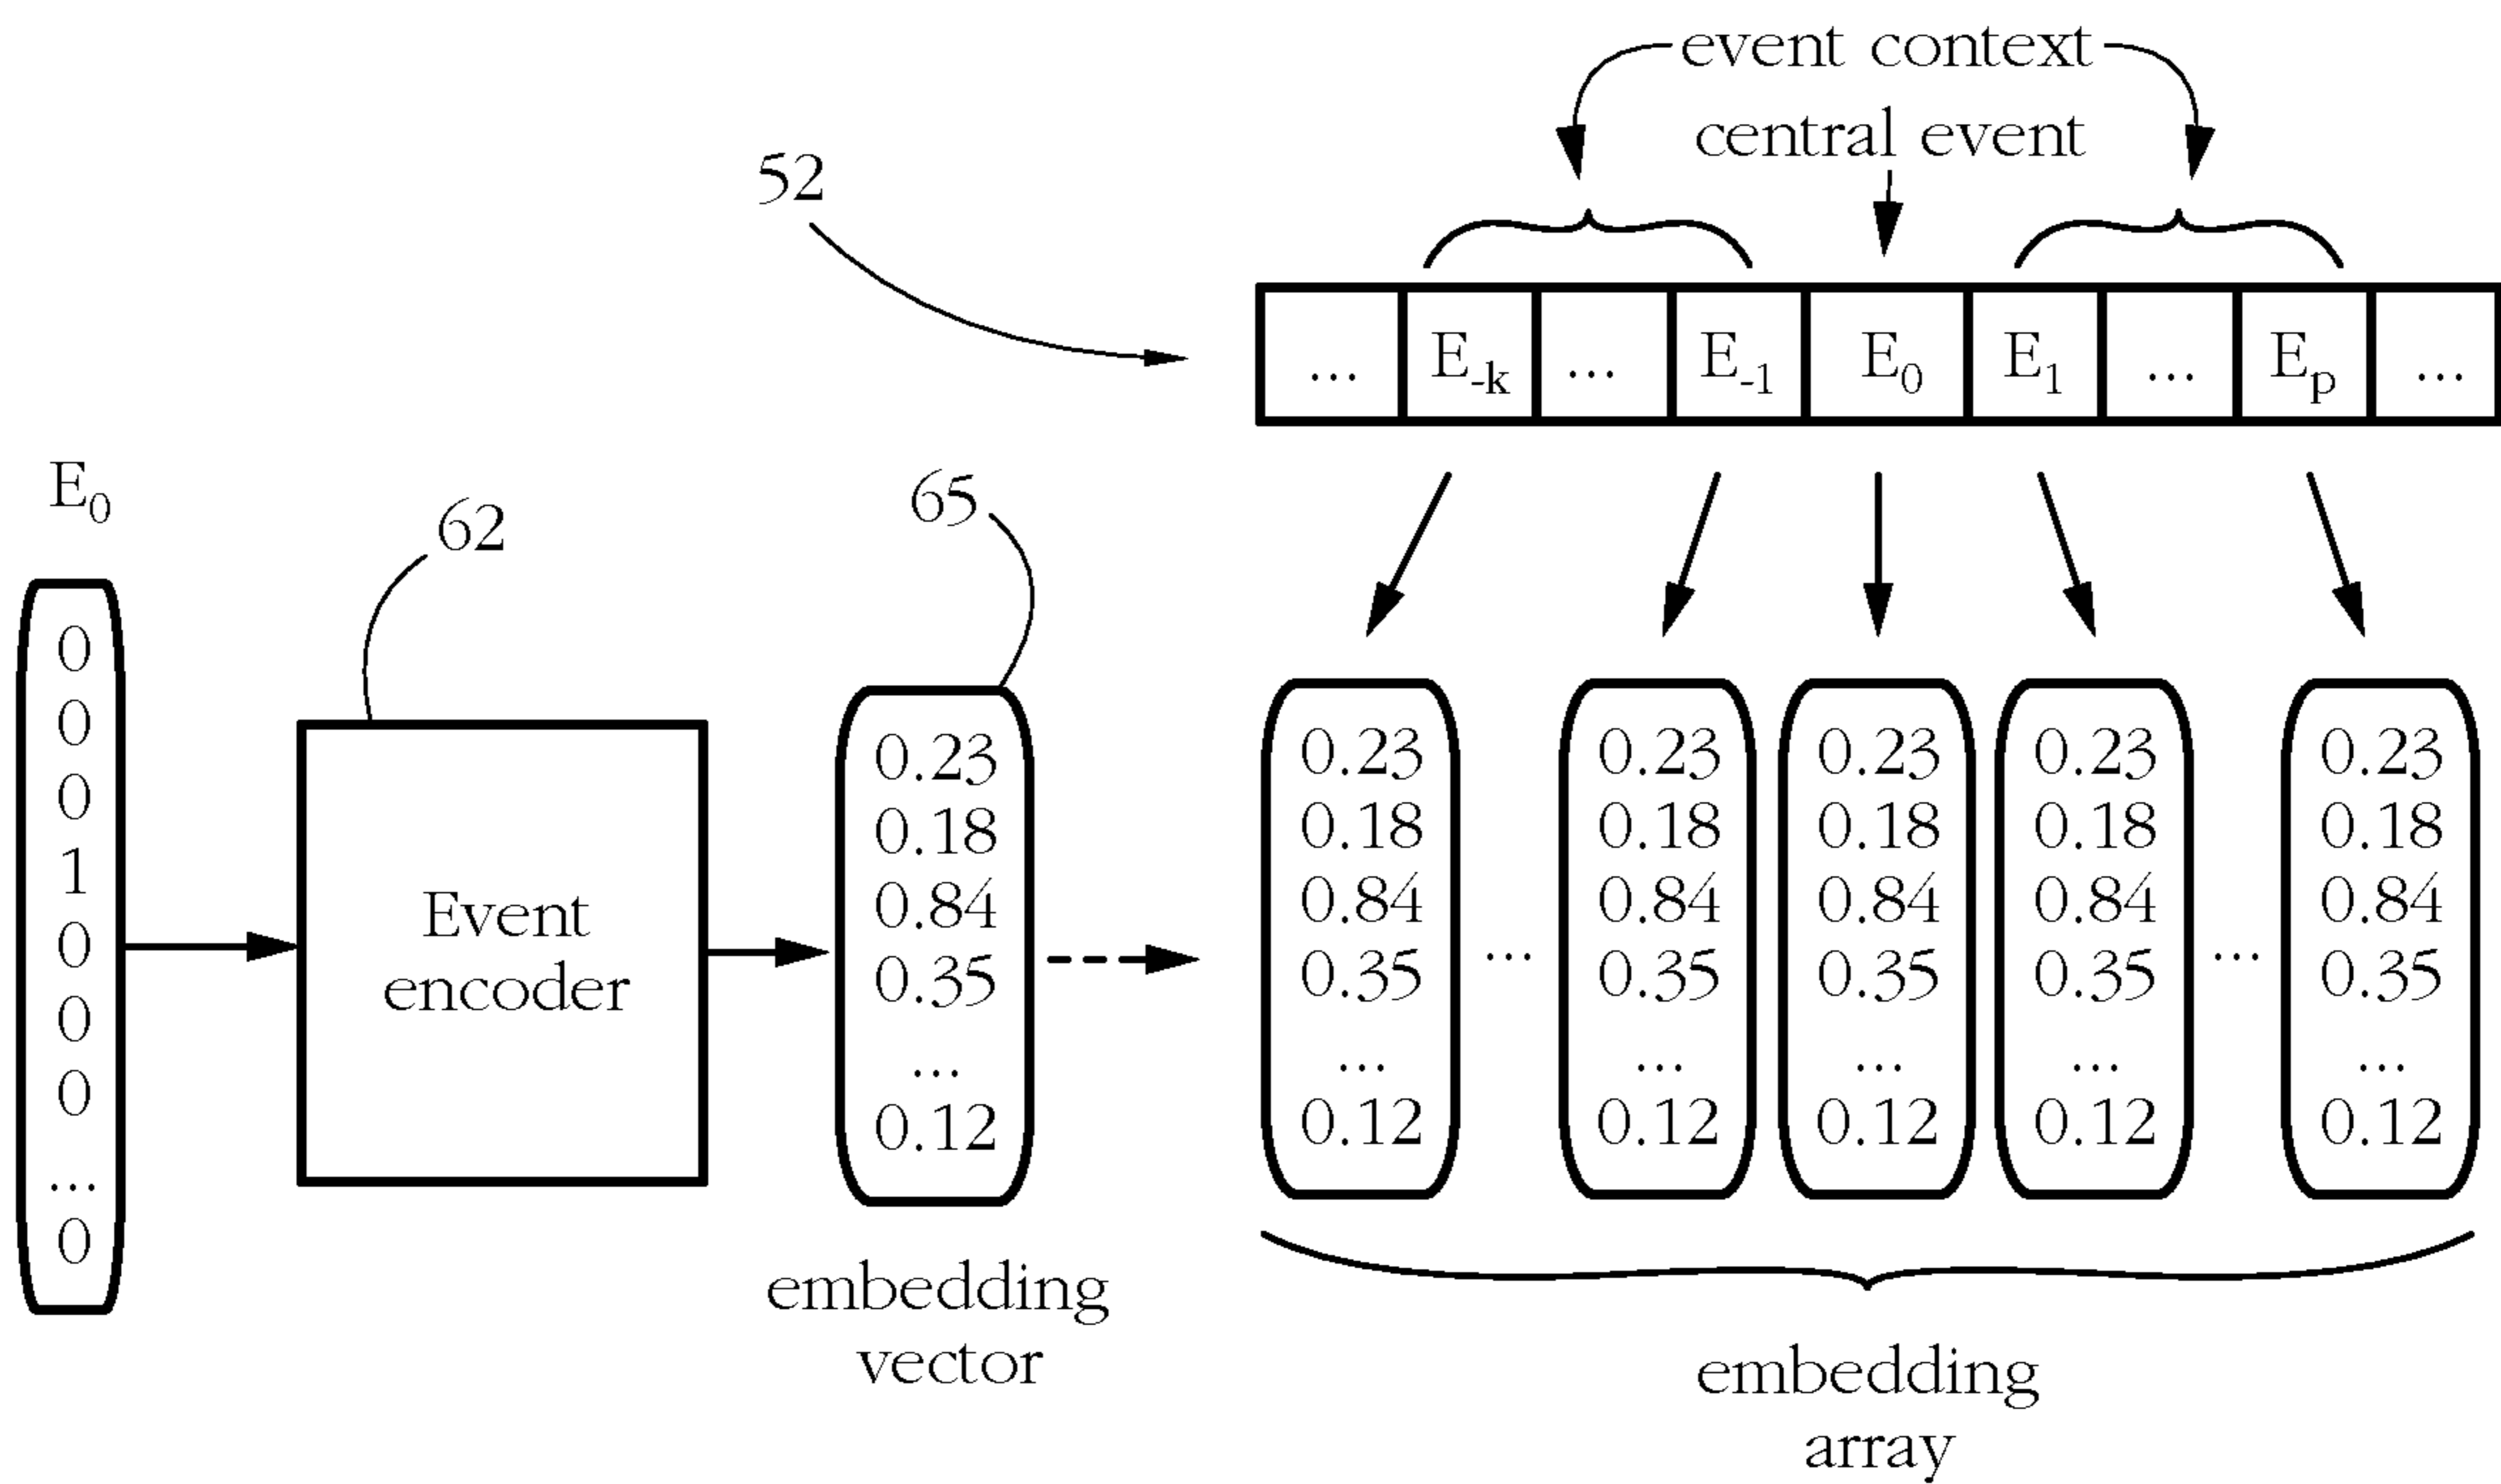 event context
central event
52
... E-k ... E-1 E0 E1 ... Ep ...
E0
62
65
0
0
0
1
0
0
0
...
0
Event
encoder
0.23
0.18
0.84
0.35
...
0.12
embedding
vector
0.23 0.23 0.23 0.23 0.23
0.18 0.18 0.18 0.18 0.18
0.84 0.84 0.84 0.84 0.84
0.35 ... 0.35 0.35 0.35 ... 0.35
... ... ... ... ...
0.12 0.12 0.12 0.12 0.12
embedding
array